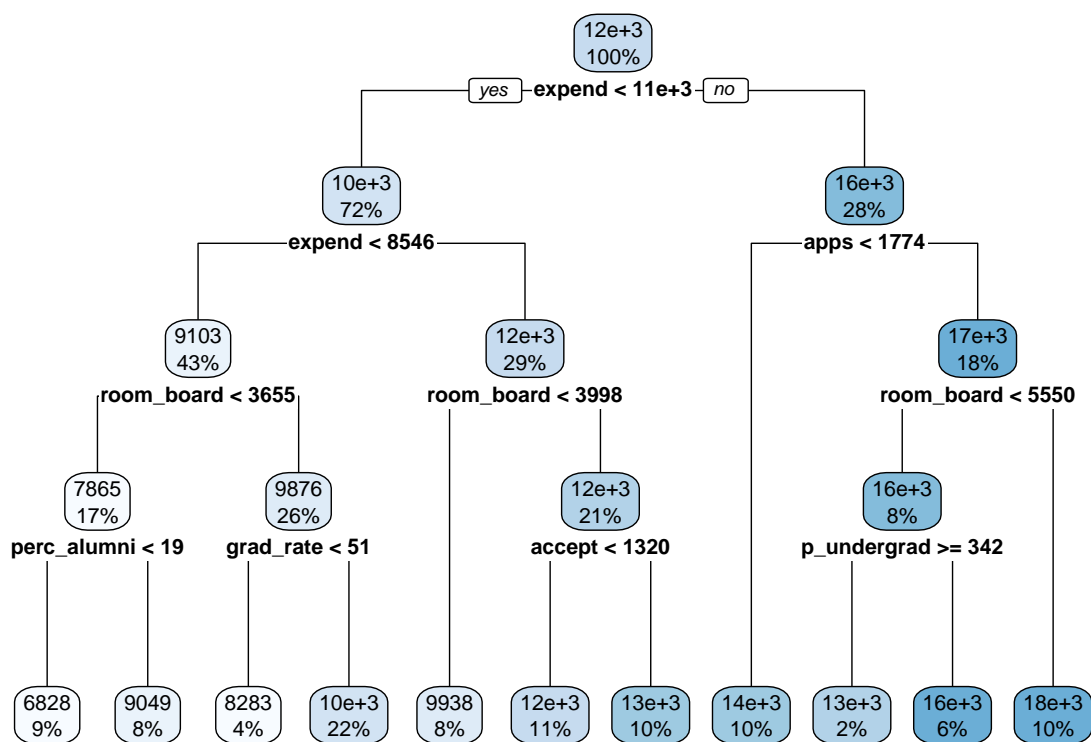 12e+3
100%
yes expend < 11e+3 no
10e+3
72%
expend < 8546
16e+3
28%
apps < 1774
9103
43%
room_board < 3655
12e+3
29%
room_board < 3998
17e+3
18%
room_board < 5550
7865
17%
perc_alumni < 19
9876
26%
grad_rate < 51
12e+3
21%
accept < 1320
16e+3
8%
p_undergrad >= 342
6828
9%
9049
8%
8283
4%
10e+3
22%
9938
8%
12e+3
11%
13e+3
10%
14e+3
10%
13e+3
2%
16e+3
6%
18e+3
10%